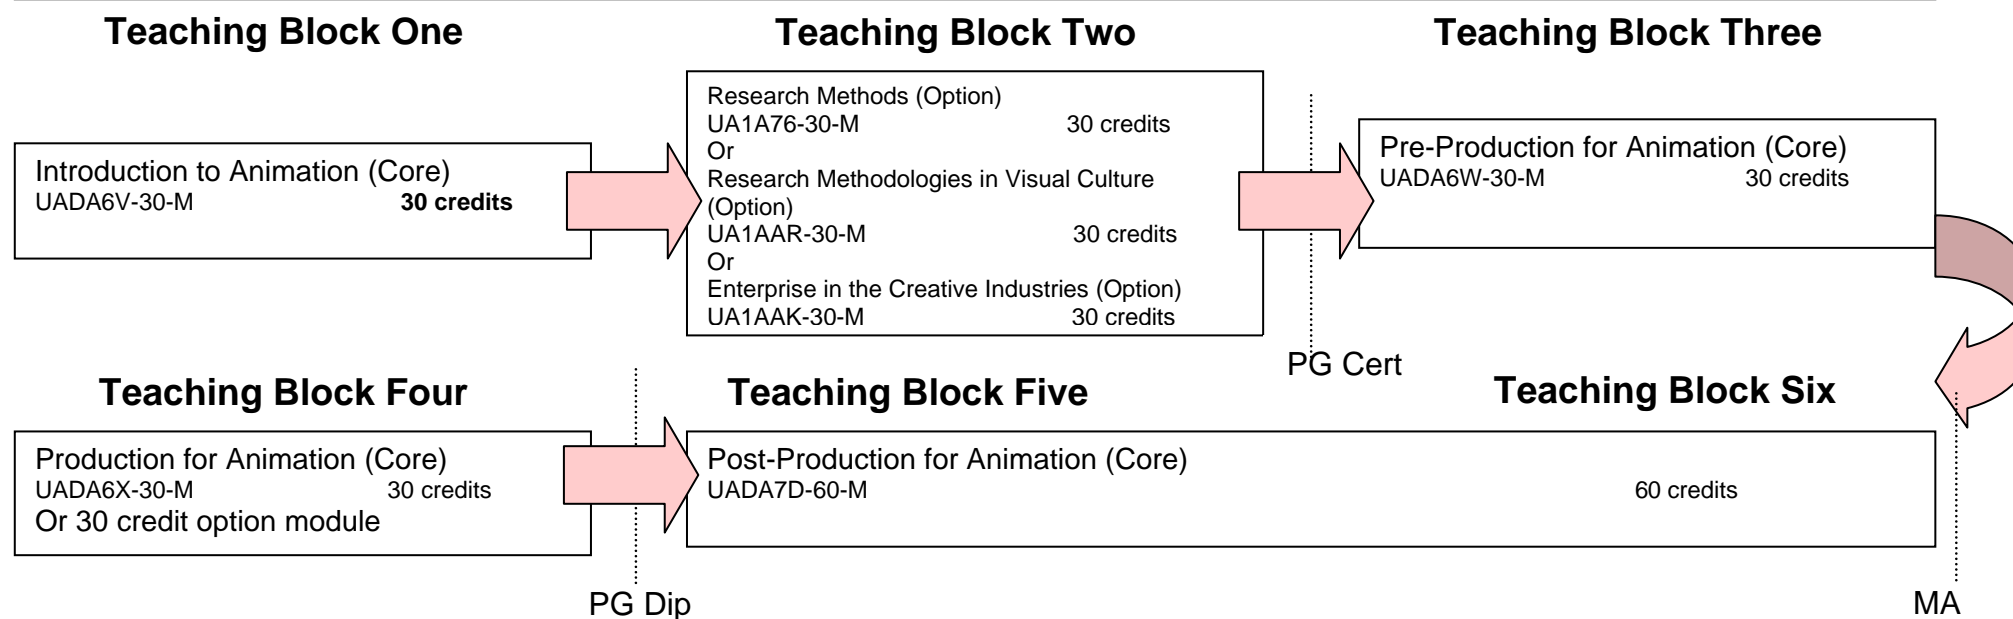 Teaching Block One
Teaching Block Two
Teaching Block Three
Introduction to Animation (Core)
UADA6V-30-M 30 credits
Research Methods (Option)
UA1A76-30-M 30 credits
Or
Research Methodologies in Visual Culture
(Option)
UA1AAR-30-M 30 credits
Or
Enterprise in the Creative Industries (Option)
UA1AAK-30-M 30 credits
Pre-Production for Animation (Core)
UADA6W-30-M 30 credits
PG Cert
Teaching Block Four
Teaching Block Five
Teaching Block Six
Production for Animation (Core)
UADA6X-30-M 30 credits
Or 30 credit option module
Post-Production for Animation (Core)
UADA7D-60-M 60 credits
PG Dip
MA